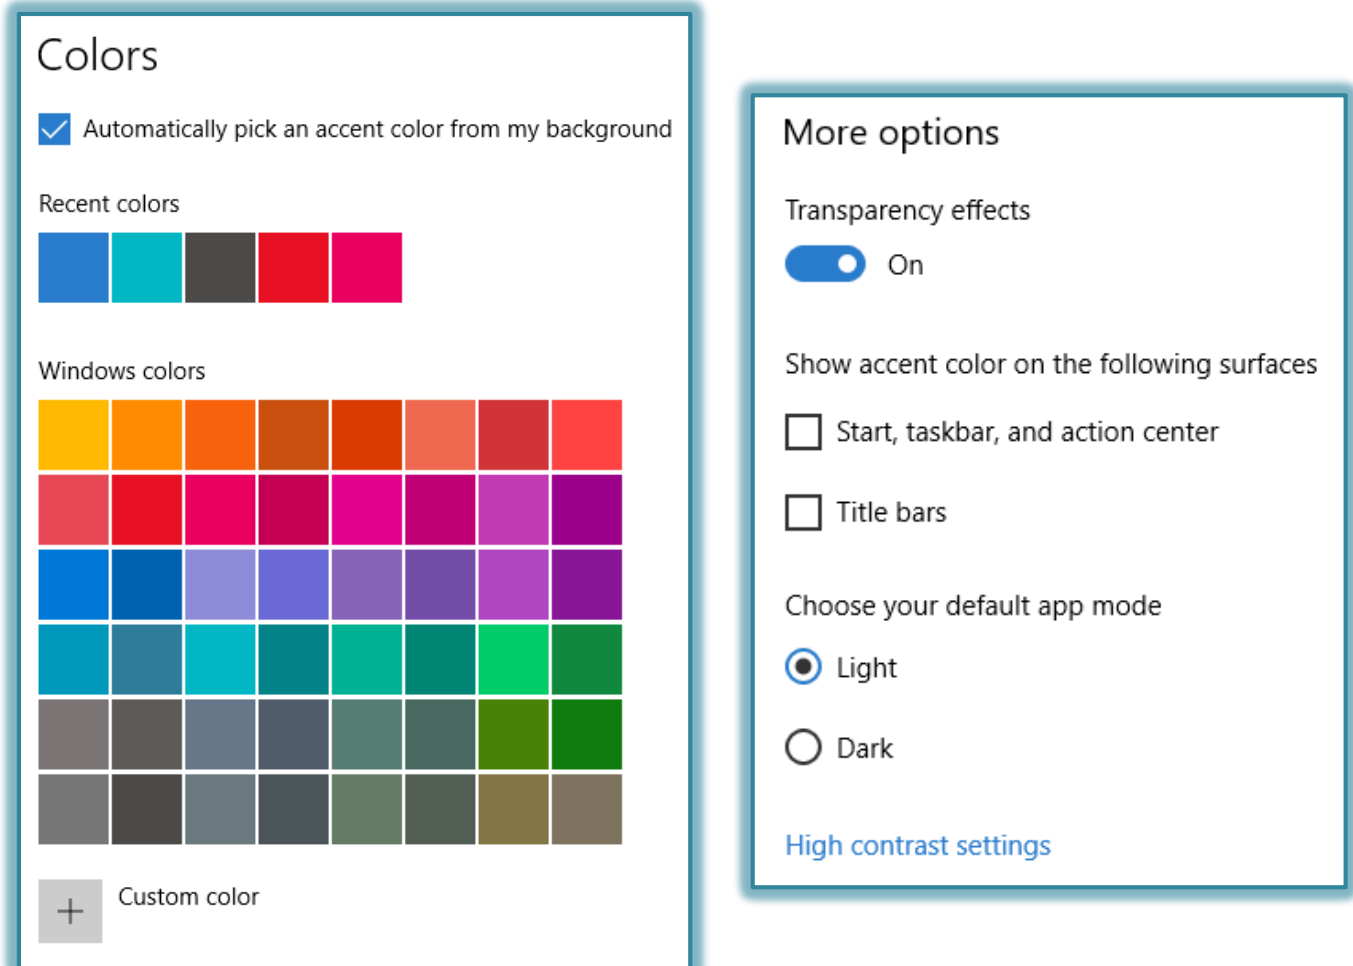 Colors
Automatically pick an accent color from my background
Recent colors
Windows colors
Custom color
More options
Transparency effects
On
Show accent color on the following surfaces
Start, taskbar, and action center
Title bars
Choose your default app mode
Light
Dark
High contrast settings